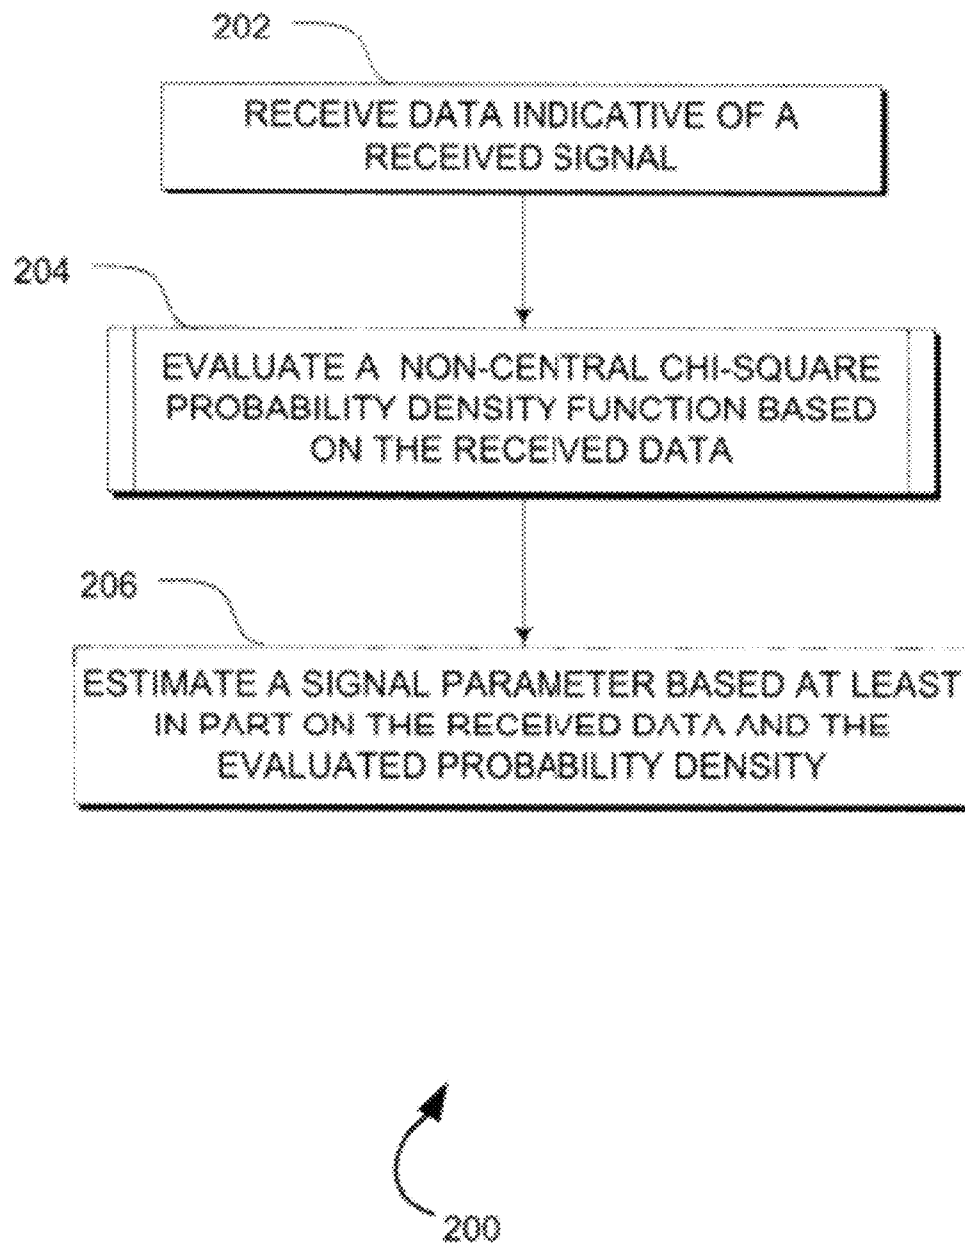 202
RECEIVE DATA INDICATIVE OF A
RECEIVED SIGNAL
204
EVALUATE A NON-CENTRAL CHI-SQUARE
PROBABILITY DENSITY FUNCTION BASED
ON THE RECEIVED DATA
206
ESTIMATE A SIGNAL PARAMETER BASED AT LEAST
IN PART ON THE RECEIVED DATA AND THE
EVALUATED PROBABILITY DENSITY
200